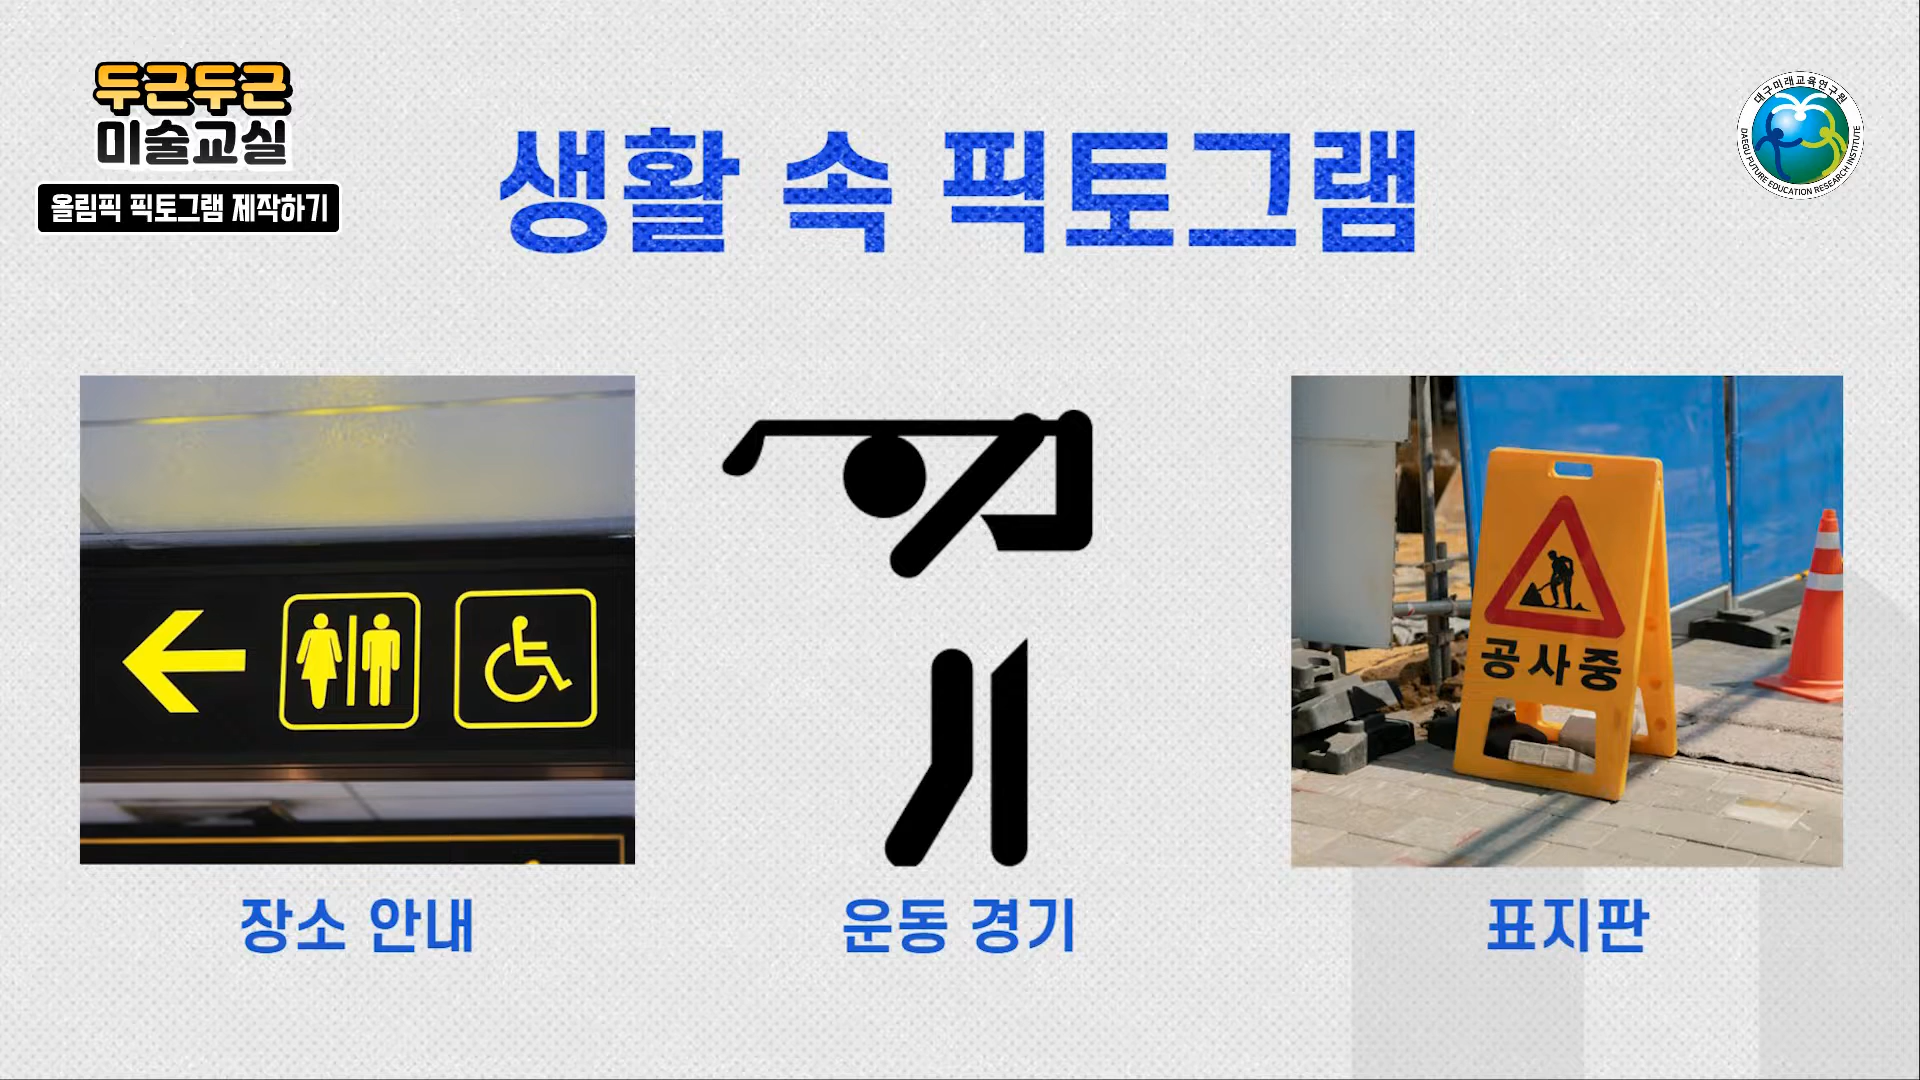 두근두근
미술교실
올림픽 픽토그램 제작하기
생활 속 픽토그램
대구미래교육연구원
DAEGU FUTURE EDUCATION RESEARCH INSTITUTE
공사중
장소 안내
운동 경기
표지판